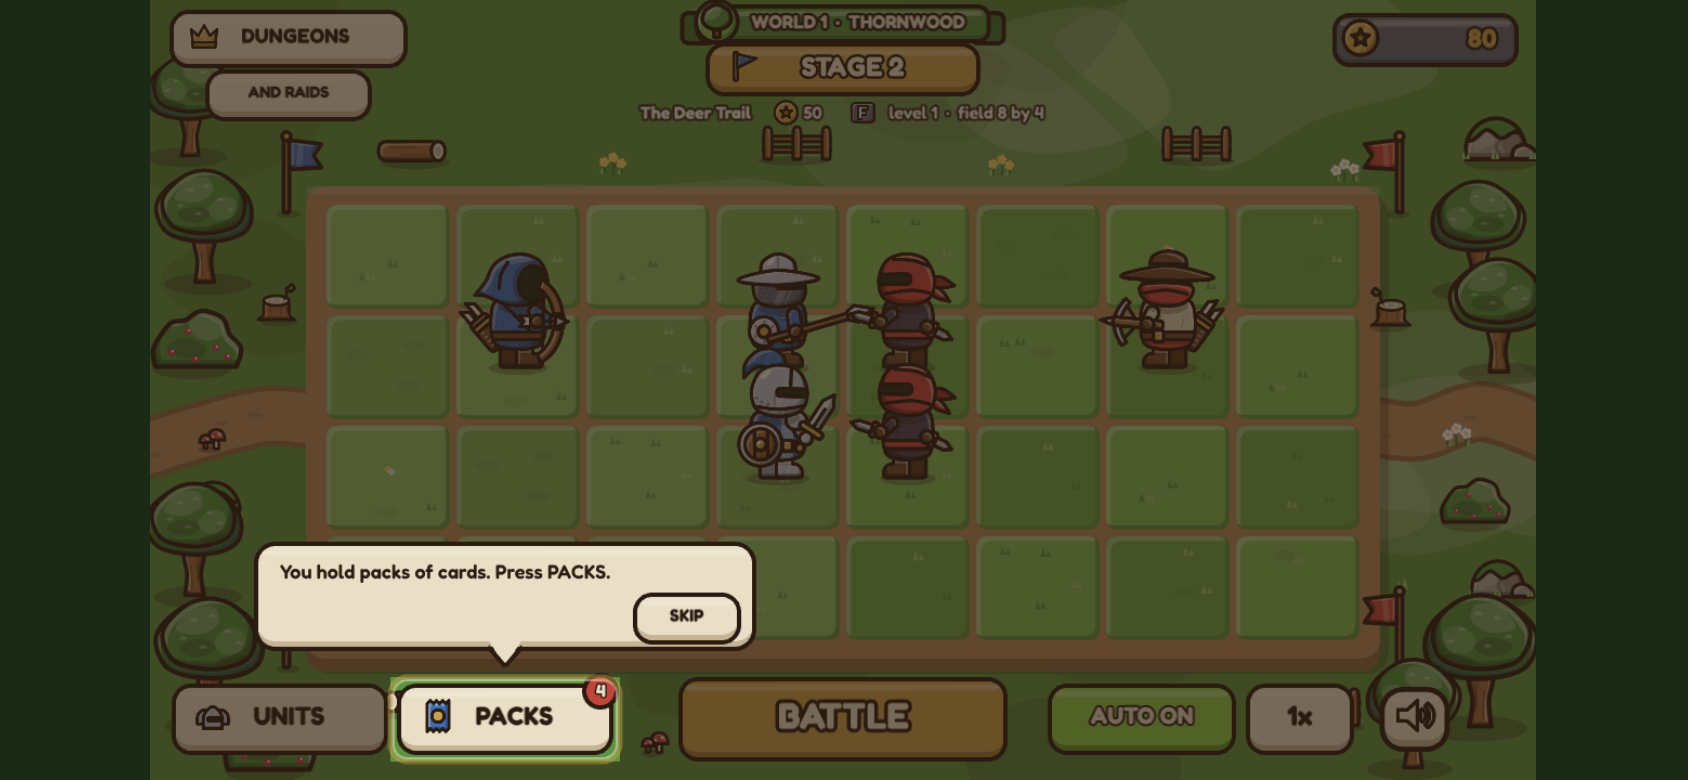 DUNGEONS
AND RAIDS
WORLD 1 • THORNWOOD
STAGE 2
The Deer Trail 50 F level 1 • field 8 by 4
80
You hold packs of cards. Press PACKS.
SKIP
UNITS
PACKS
4
BATTLE
AUTO ON
1x